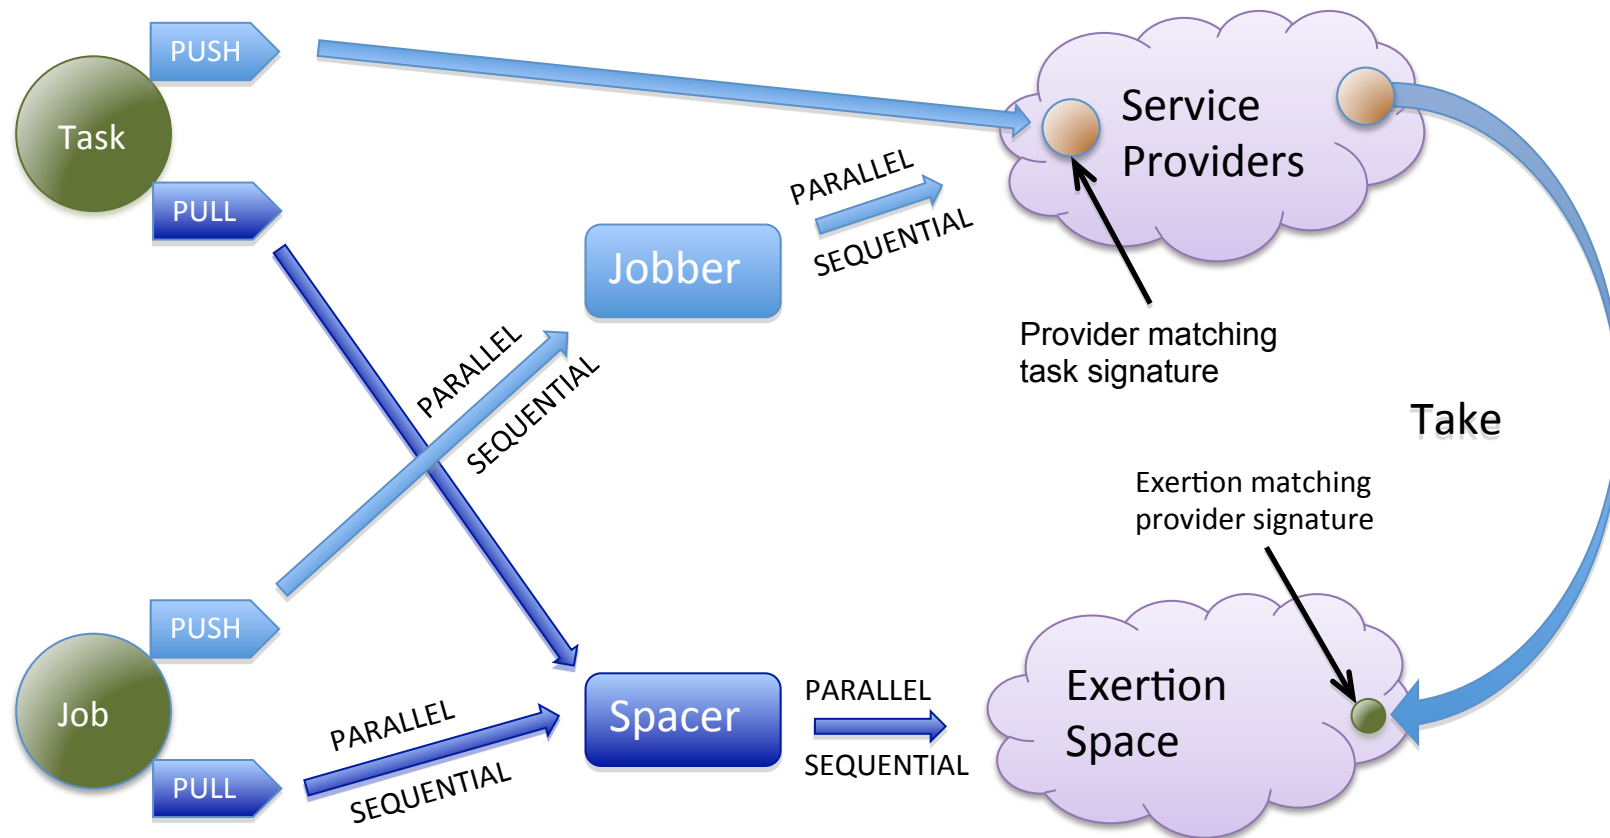 PUSH
Task
PULL
Service
Providers
PARALLEL
SEQUENTIAL
Jobber
Provider matching
task signature
PARALLEL
SEQUENTIAL
Take
Exertion matching
provider signature
PUSH
Job
PULL
PARALLEL
SEQUENTIAL
Spacer
PARALLEL
SEQUENTIAL
Exertion
Space